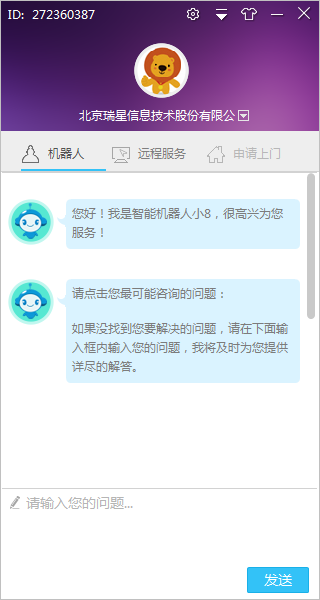 ID: 272360387
北京瑞星信息技术股份有限公
机器人 远程服务 申请上门
您好！我是智能机器人小8，很高兴为您
服务！
请点击您最可能咨询的问题：
如果没找到您要解决的问题，请在下面输
入框内输入您的问题，我将及时为您提供
详尽的解答。
请输入您的问题...
发送